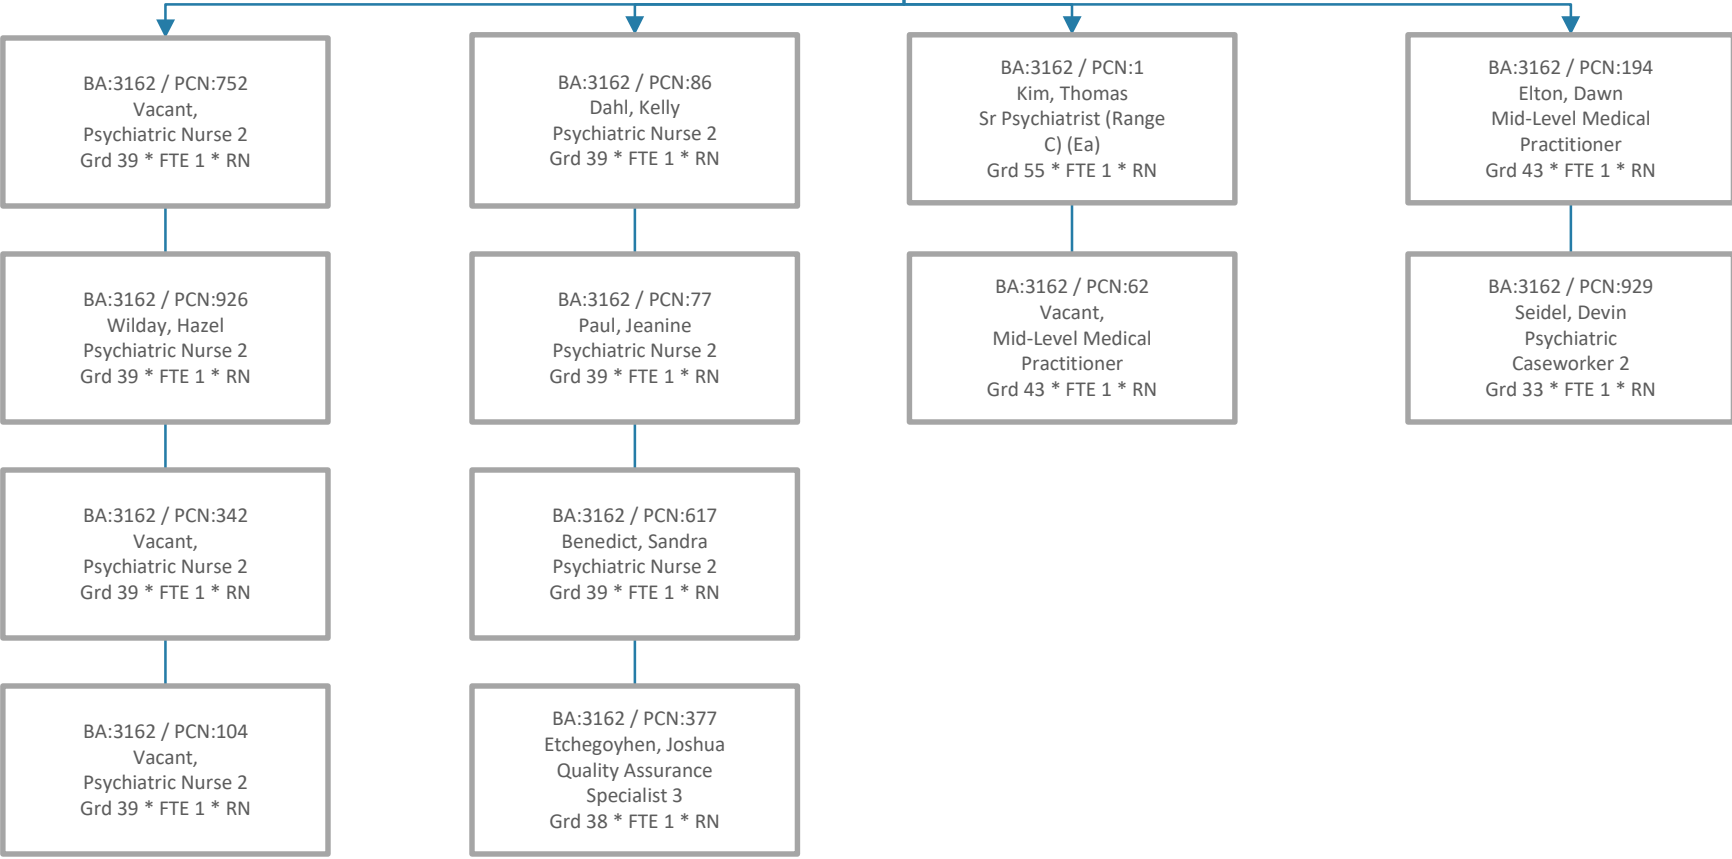 BA:3162 / PCN:752
Vacant,
Psychiatric Nurse 2
Grd 39 * FTE 1 * RN
BA:3162 / PCN:926
Wilday, Hazel
Psychiatric Nurse 2
Grd 39 * FTE 1 * RN
BA:3162 / PCN:342
Vacant,
Psychiatric Nurse 2
Grd 39 * FTE 1 * RN
BA:3162 / PCN:104
Vacant,
Psychiatric Nurse 2
Grd 39 * FTE 1 * RN
BA:3162 / PCN:86
Dahl, Kelly
Psychiatric Nurse 2
Grd 39 * FTE 1 * RN
BA:3162 / PCN:77
Paul, Jeanine
Psychiatric Nurse 2
Grd 39 * FTE 1 * RN
BA:3162 / PCN:617
Benedict, Sandra
Psychiatric Nurse 2
Grd 39 * FTE 1 * RN
BA:3162 / PCN:377
Etchegoyhen, Joshua
Quality Assurance
Specialist 3
Grd 38 * FTE 1 * RN
BA:3162 / PCN:1
Kim, Thomas
Sr Psychiatrist (Range
C) (Ea)
Grd 55 * FTE 1 * RN
BA:3162 / PCN:62
Vacant,
Mid-Level Medical
Practitioner
Grd 43 * FTE 1 * RN
BA:3162 / PCN:194
Elton, Dawn
Mid-Level Medical
Practitioner
Grd 43 * FTE 1 * RN
BA:3162 / PCN:929
Seidel, Devin
Psychiatric
Caseworker 2
Grd 33 * FTE 1 * RN